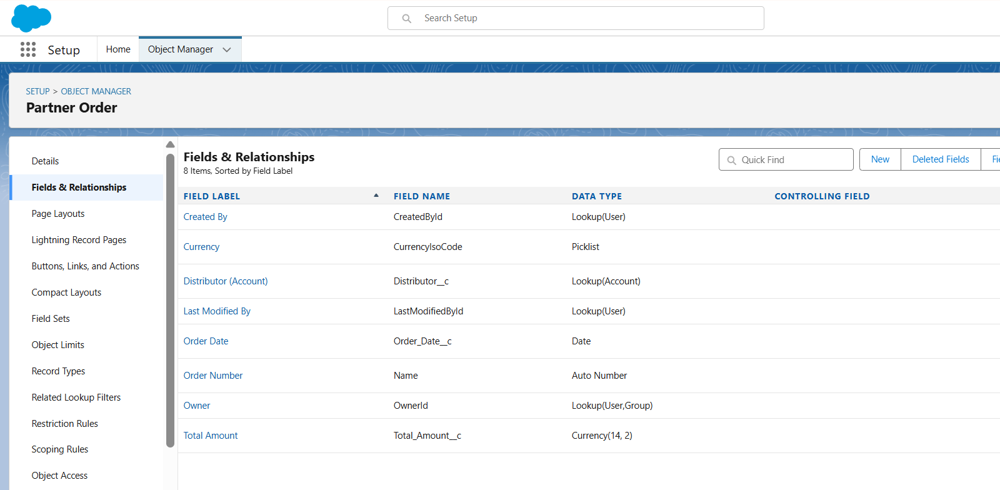 Search Setup
Setup
Home
Object Manager
SETUP > OBJECT MANAGER
Partner Order
Details
Fields & Relationships
Page Layouts
Lightning Record Pages
Buttons, Links, and Actions
Compact Layouts
Field Sets
Object Limits
Record Types
Related Lookup Filters
Restriction Rules
Scoping Rules
Object Access
Fields & Relationships
8 Items, Sorted by Field Label
Quick Find
New
Deleted Fields
FIELD LABEL FIELD NAME DATA TYPE CONTROLLING FIELD
Created By CreatedById Lookup(User)
Currency CurrencyIsoCode Picklist
Distributor (Account) Distributor__c Lookup(Account)
Last Modified By LastModifiedById Lookup(User)
Order Date Order_Date__c Date
Order Number Name Auto Number
Owner OwnerId Lookup(User,Group)
Total Amount Total_Amount__c Currency(14, 2)